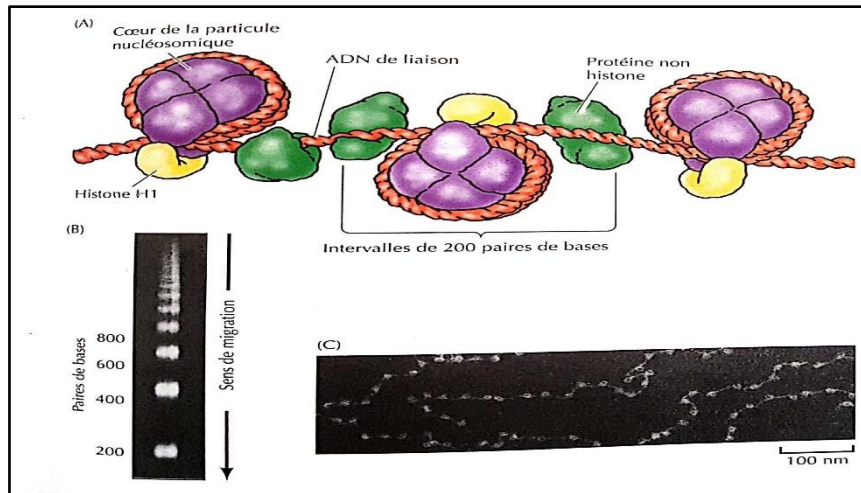 (A)
Cœur de la particule
nucléosomique
ADN de liaison
Protéine non
histone
Histone H1
Intervalles de 200 paires de bases
(B)
Paires de bases
800
600
400
200
Sens de migration
(C)
100 nm